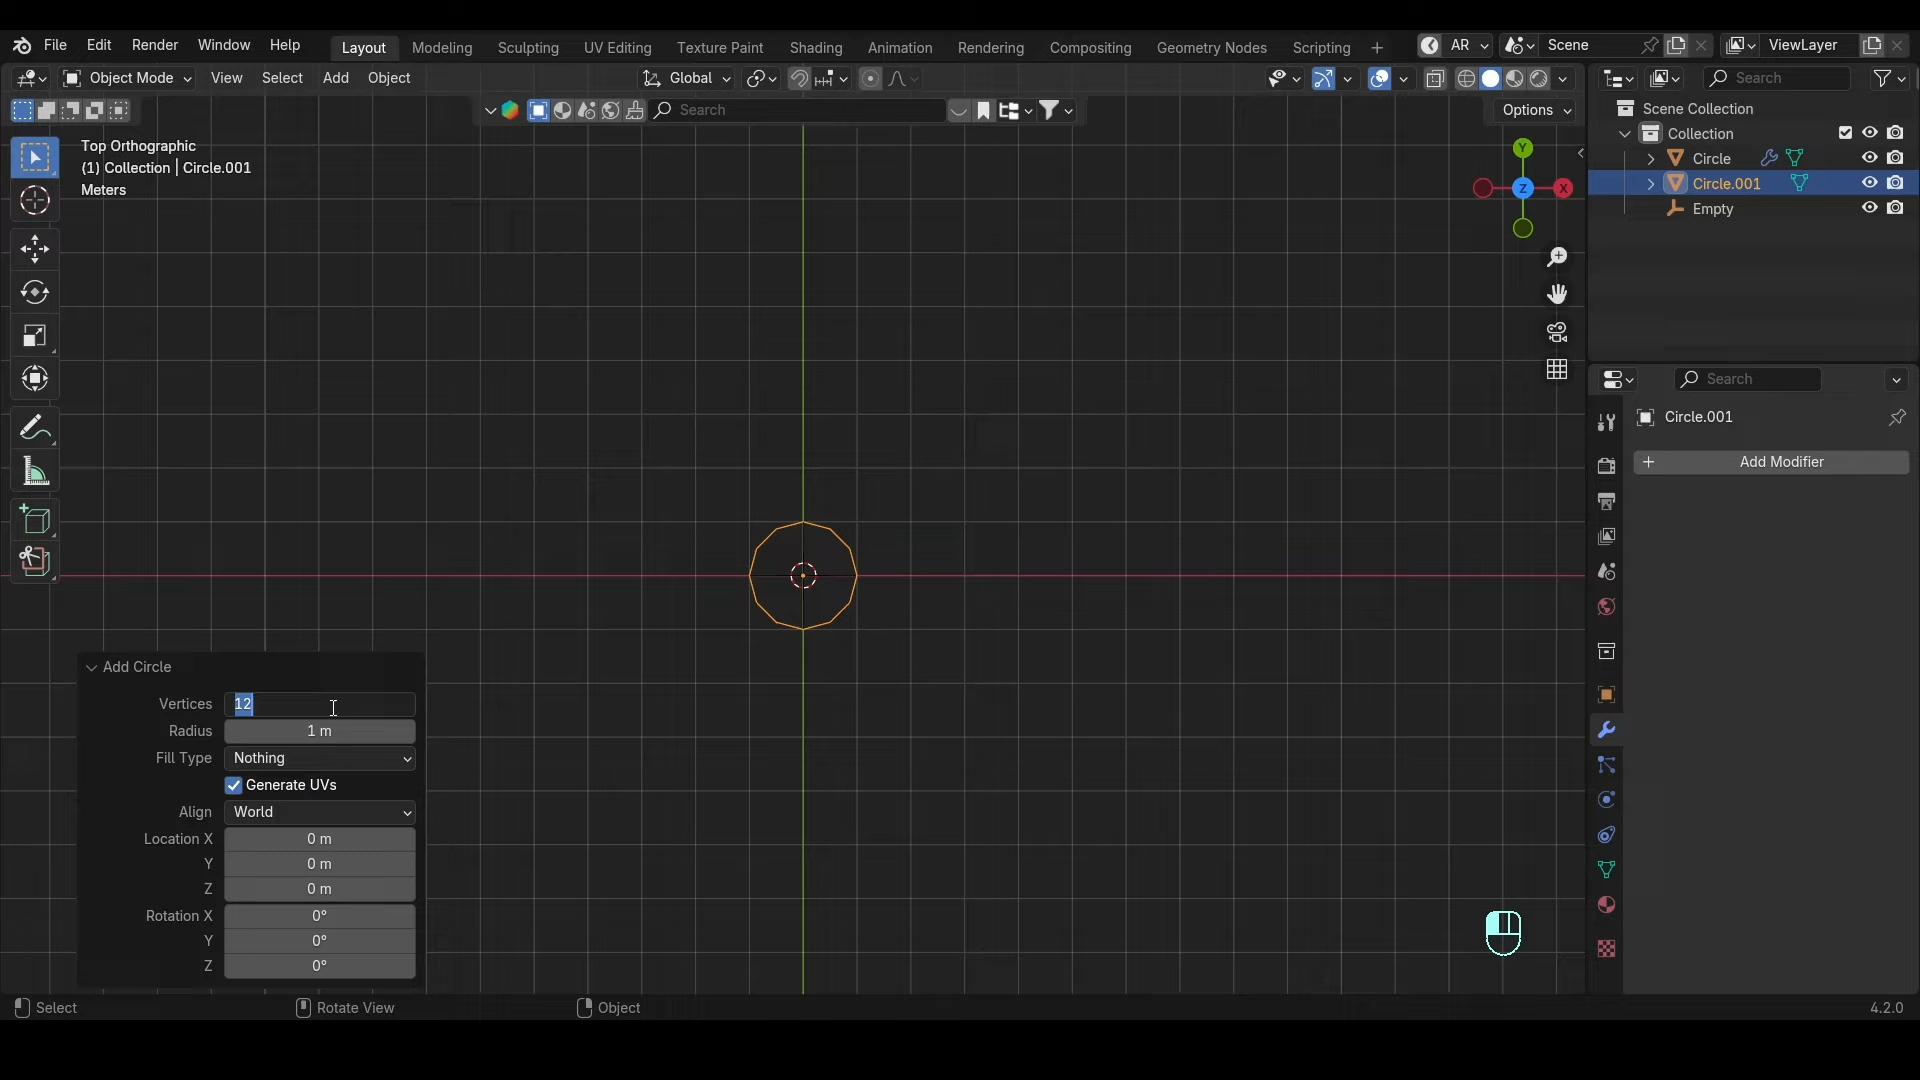 File Edit Render Window Help Layout Modeling Sculpting UV Editing Texture Paint Shading Animation Rendering Compositing Geometry Nodes Scripting + AR Scene ViewLayer
Object Mode View Select Add Object Global Search
Search Options
Top Orthographic
(1) Collection | Circle.001
Meters
Y
X
Z
Scene Collection
Collection
Circle
Circle.001
Empty
Search
Circle.001
+ Add Modifier
Add Circle
Vertices 12
Radius 1 m
Fill Type Nothing
Generate UVs
Align World
Location X 0 m
Y 0 m
Z 0 m
Rotation X 0°
Y 0°
Z 0°
Select Rotate View Object 4.2.0